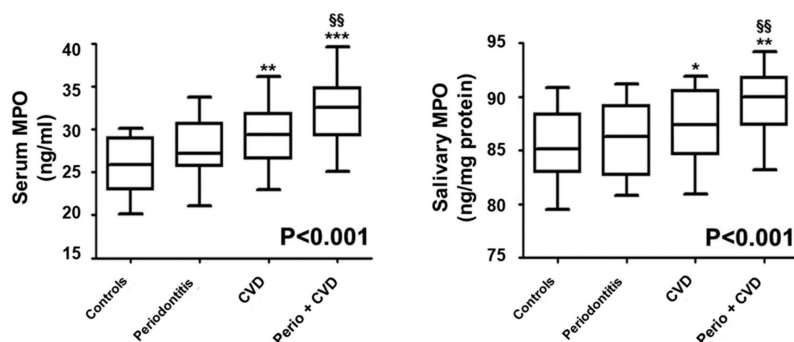 Serum MPO
(ng/ml)
40
35
30
25
20
15
**
§§
***
P<0.001
Controls
Periodontitis
CVD
Perio + CVD
Salivary MPO
(ng/mg protein)
95
90
85
80
75
*
§§
**
P<0.001
Controls
Periodontitis
CVD
Perio + CVD